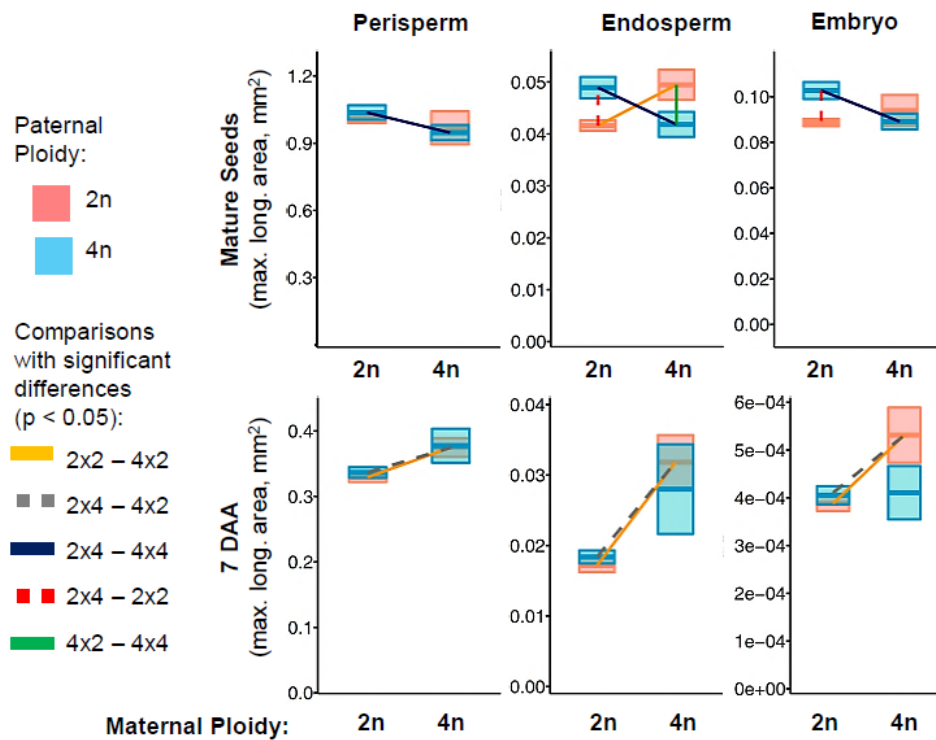 Perisperm
Endosperm
Embryo
Paternal
Ploidy:
2n
4n
Comparisons
with significant
differences
(p < 0.05):
2x2 – 4x2
2x4 – 4x2
2x4 – 4x4
2x4 – 2x2
4x2 – 4x4
Mature Seeds
(max. long. area, mm²)
1.2
0.9
0.6
0.3
0.05
0.04
0.03
0.02
0.01
0.00
0.10
0.08
0.06
0.04
0.02
0.00
2n 4n
2n 4n
2n 4n
7 DAA
(max. long. area, mm²)
0.4
0.3
0.2
0.1
0.0
0.04
0.03
0.02
0.01
0.00
6e−04
5e−04
4e−04
3e−04
2e−04
1e−04
0e+00
Maternal Ploidy: 2n 4n 2n 4n 2n 4n